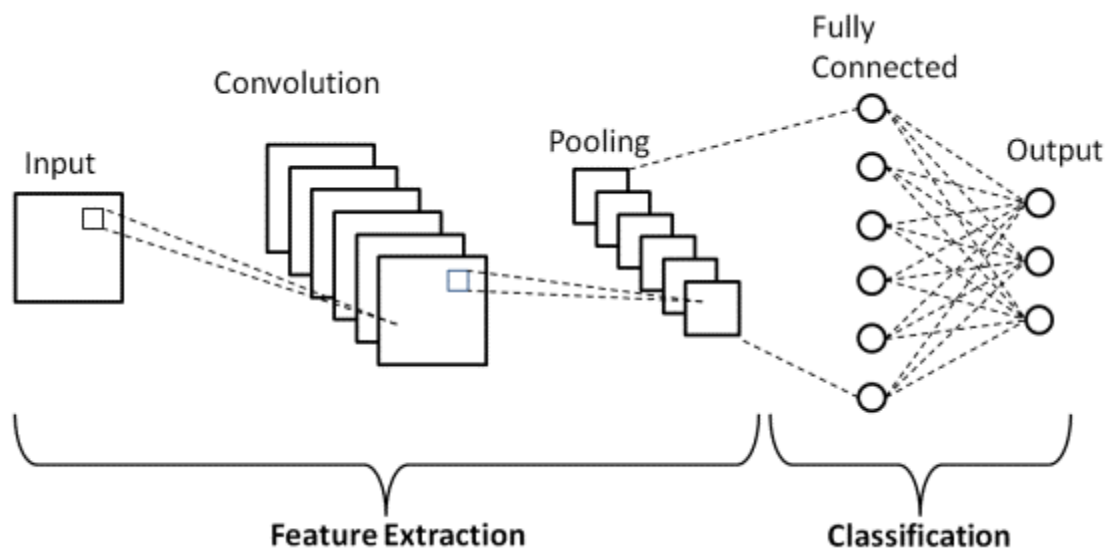 Fully
Connected
Convolution
Pooling
Output
Input
Feature Extraction
Classification